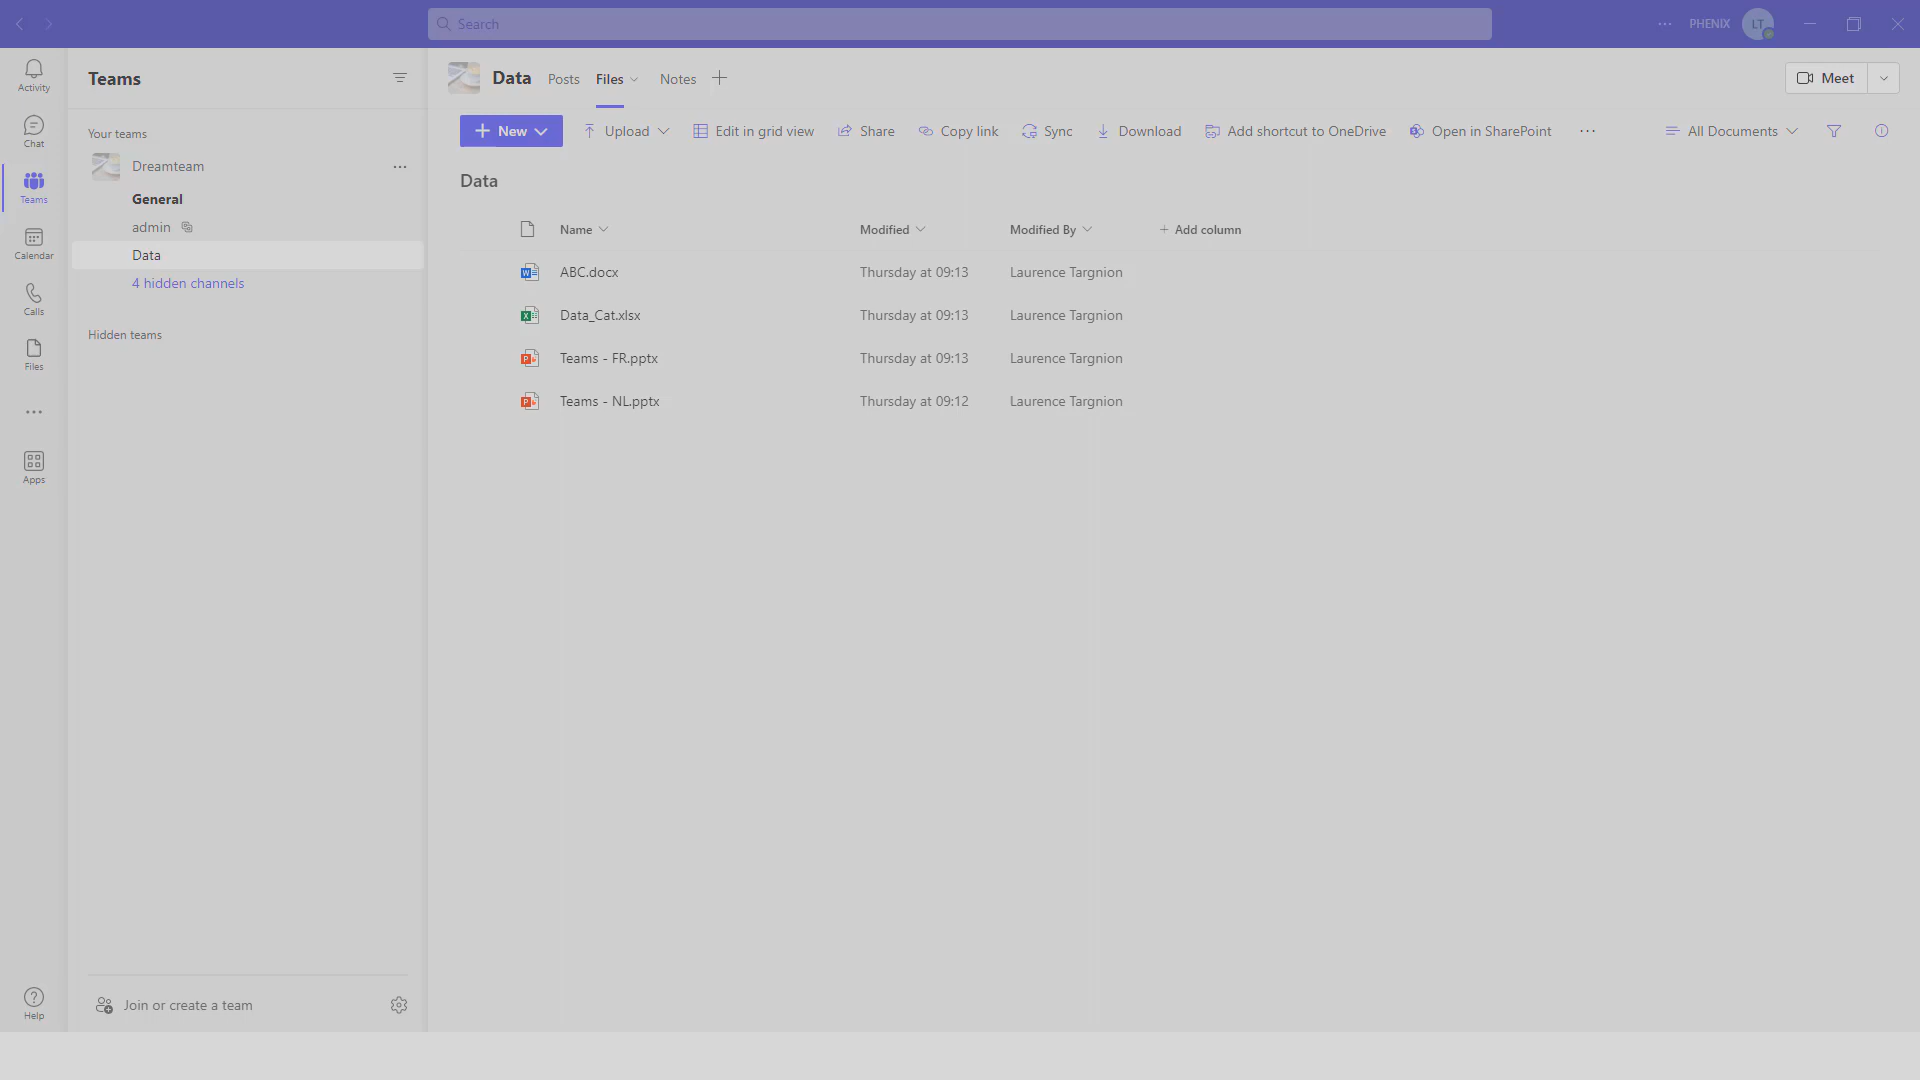 Search
PHENIX
LT
Activity
Chat
Teams
Calendar
Calls
Files
Apps
Help
Teams
Your teams
Dreamteam
General
admin
Data
4 hidden channels
Hidden teams
Join or create a team
Data Posts Files Notes
Meet
New Upload Edit in grid view Share Copy link Sync Download Add shortcut to OneDrive Open in SharePoint All Documents
Data
Name Modified Modified By Add column
ABC.docx Thursday at 09:13 Laurence Targnion
Data_Cat.xlsx Thursday at 09:13 Laurence Targnion
Teams - FR.pptx Thursday at 09:13 Laurence Targnion
Teams - NL.pptx Thursday at 09:12 Laurence Targnion